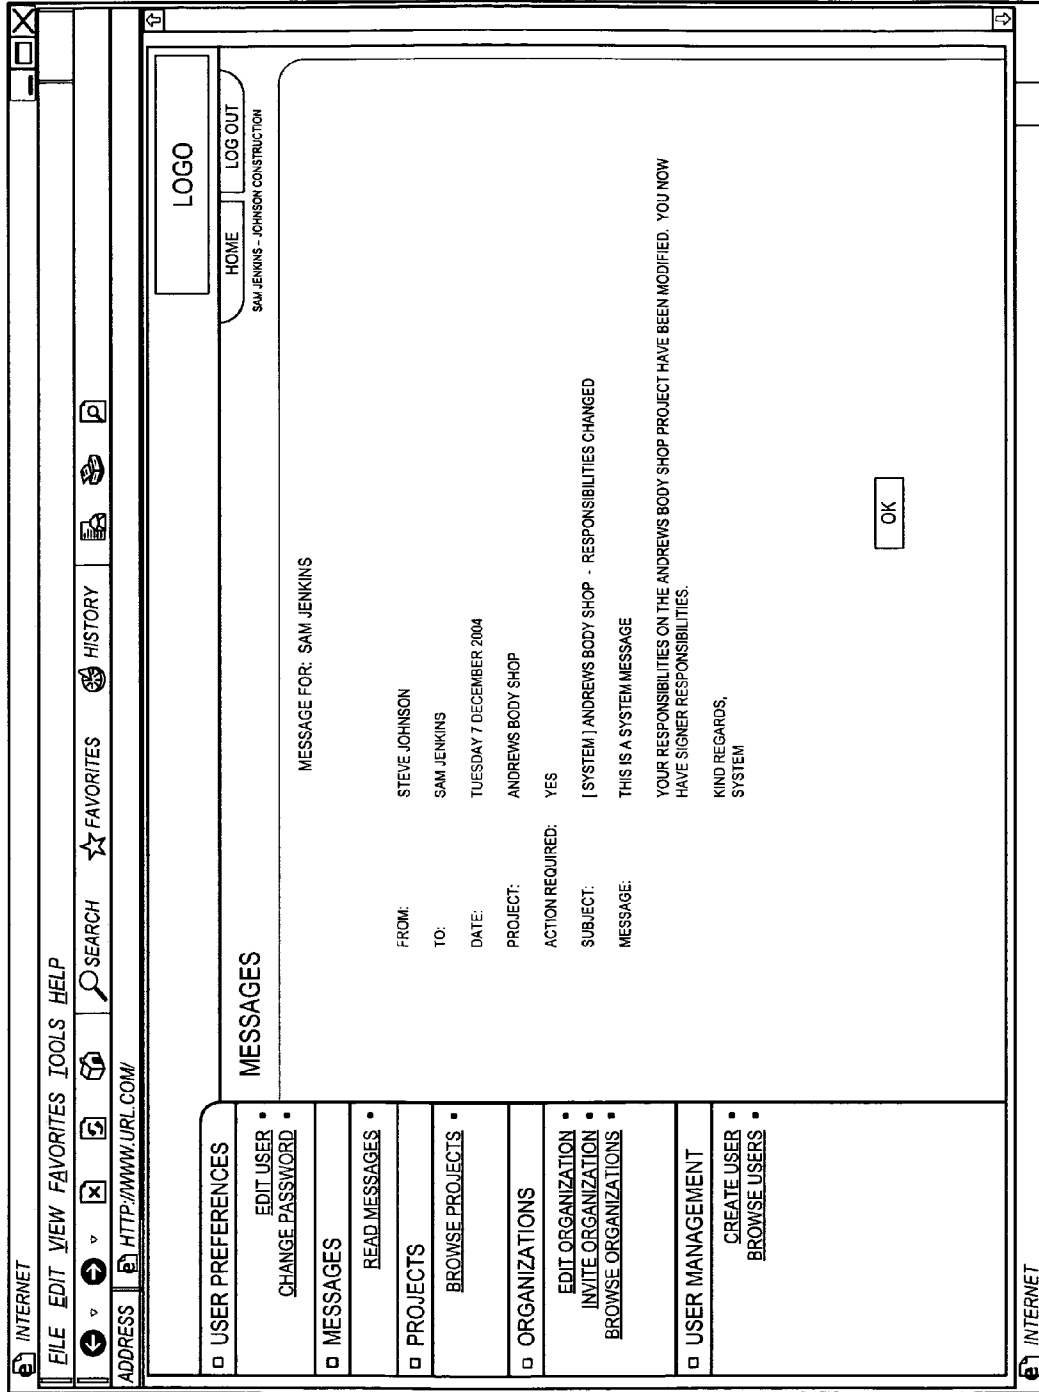 INTERNET
FILE EDIT VIEW FAVORITES TOOLS HELP
SEARCH FAVORITES HISTORY
ADDRESS HTTP://WWW.URL.COM/
LOGO
HOME LOG OUT
SAM JENKINS - JOHNSON CONSTRUCTION
USER PREFERENCES
EDIT USER
CHANGE PASSWORD
MESSAGES
READ MESSAGES
PROJECTS
BROWSE PROJECTS
ORGANIZATIONS
EDIT ORGANIZATION
INVITE ORGANIZATION
BROWSE ORGANIZATIONS
USER MANAGEMENT
CREATE USER
BROWSE USERS
MESSAGES
MESSAGE FOR: SAM JENKINS
FROM: STEVE JOHNSON
TO: SAM JENKINS
DATE: TUESDAY 7 DECEMBER 2004
PROJECT: ANDREWS BODY SHOP
ACTION REQUIRED: YES
SUBJECT: [ SYSTEM ] ANDREWS BODY SHOP - RESPONSIBILITIES CHANGED
MESSAGE: THIS IS A SYSTEM MESSAGE
YOUR RESPONSIBILITIES ON THE ANDREWS BODY SHOP PROJECT HAVE BEEN MODIFIED. YOU NOW
HAVE SIGNER RESPONSIBILITIES.
KIND REGARDS,
SYSTEM
OK
INTERNET